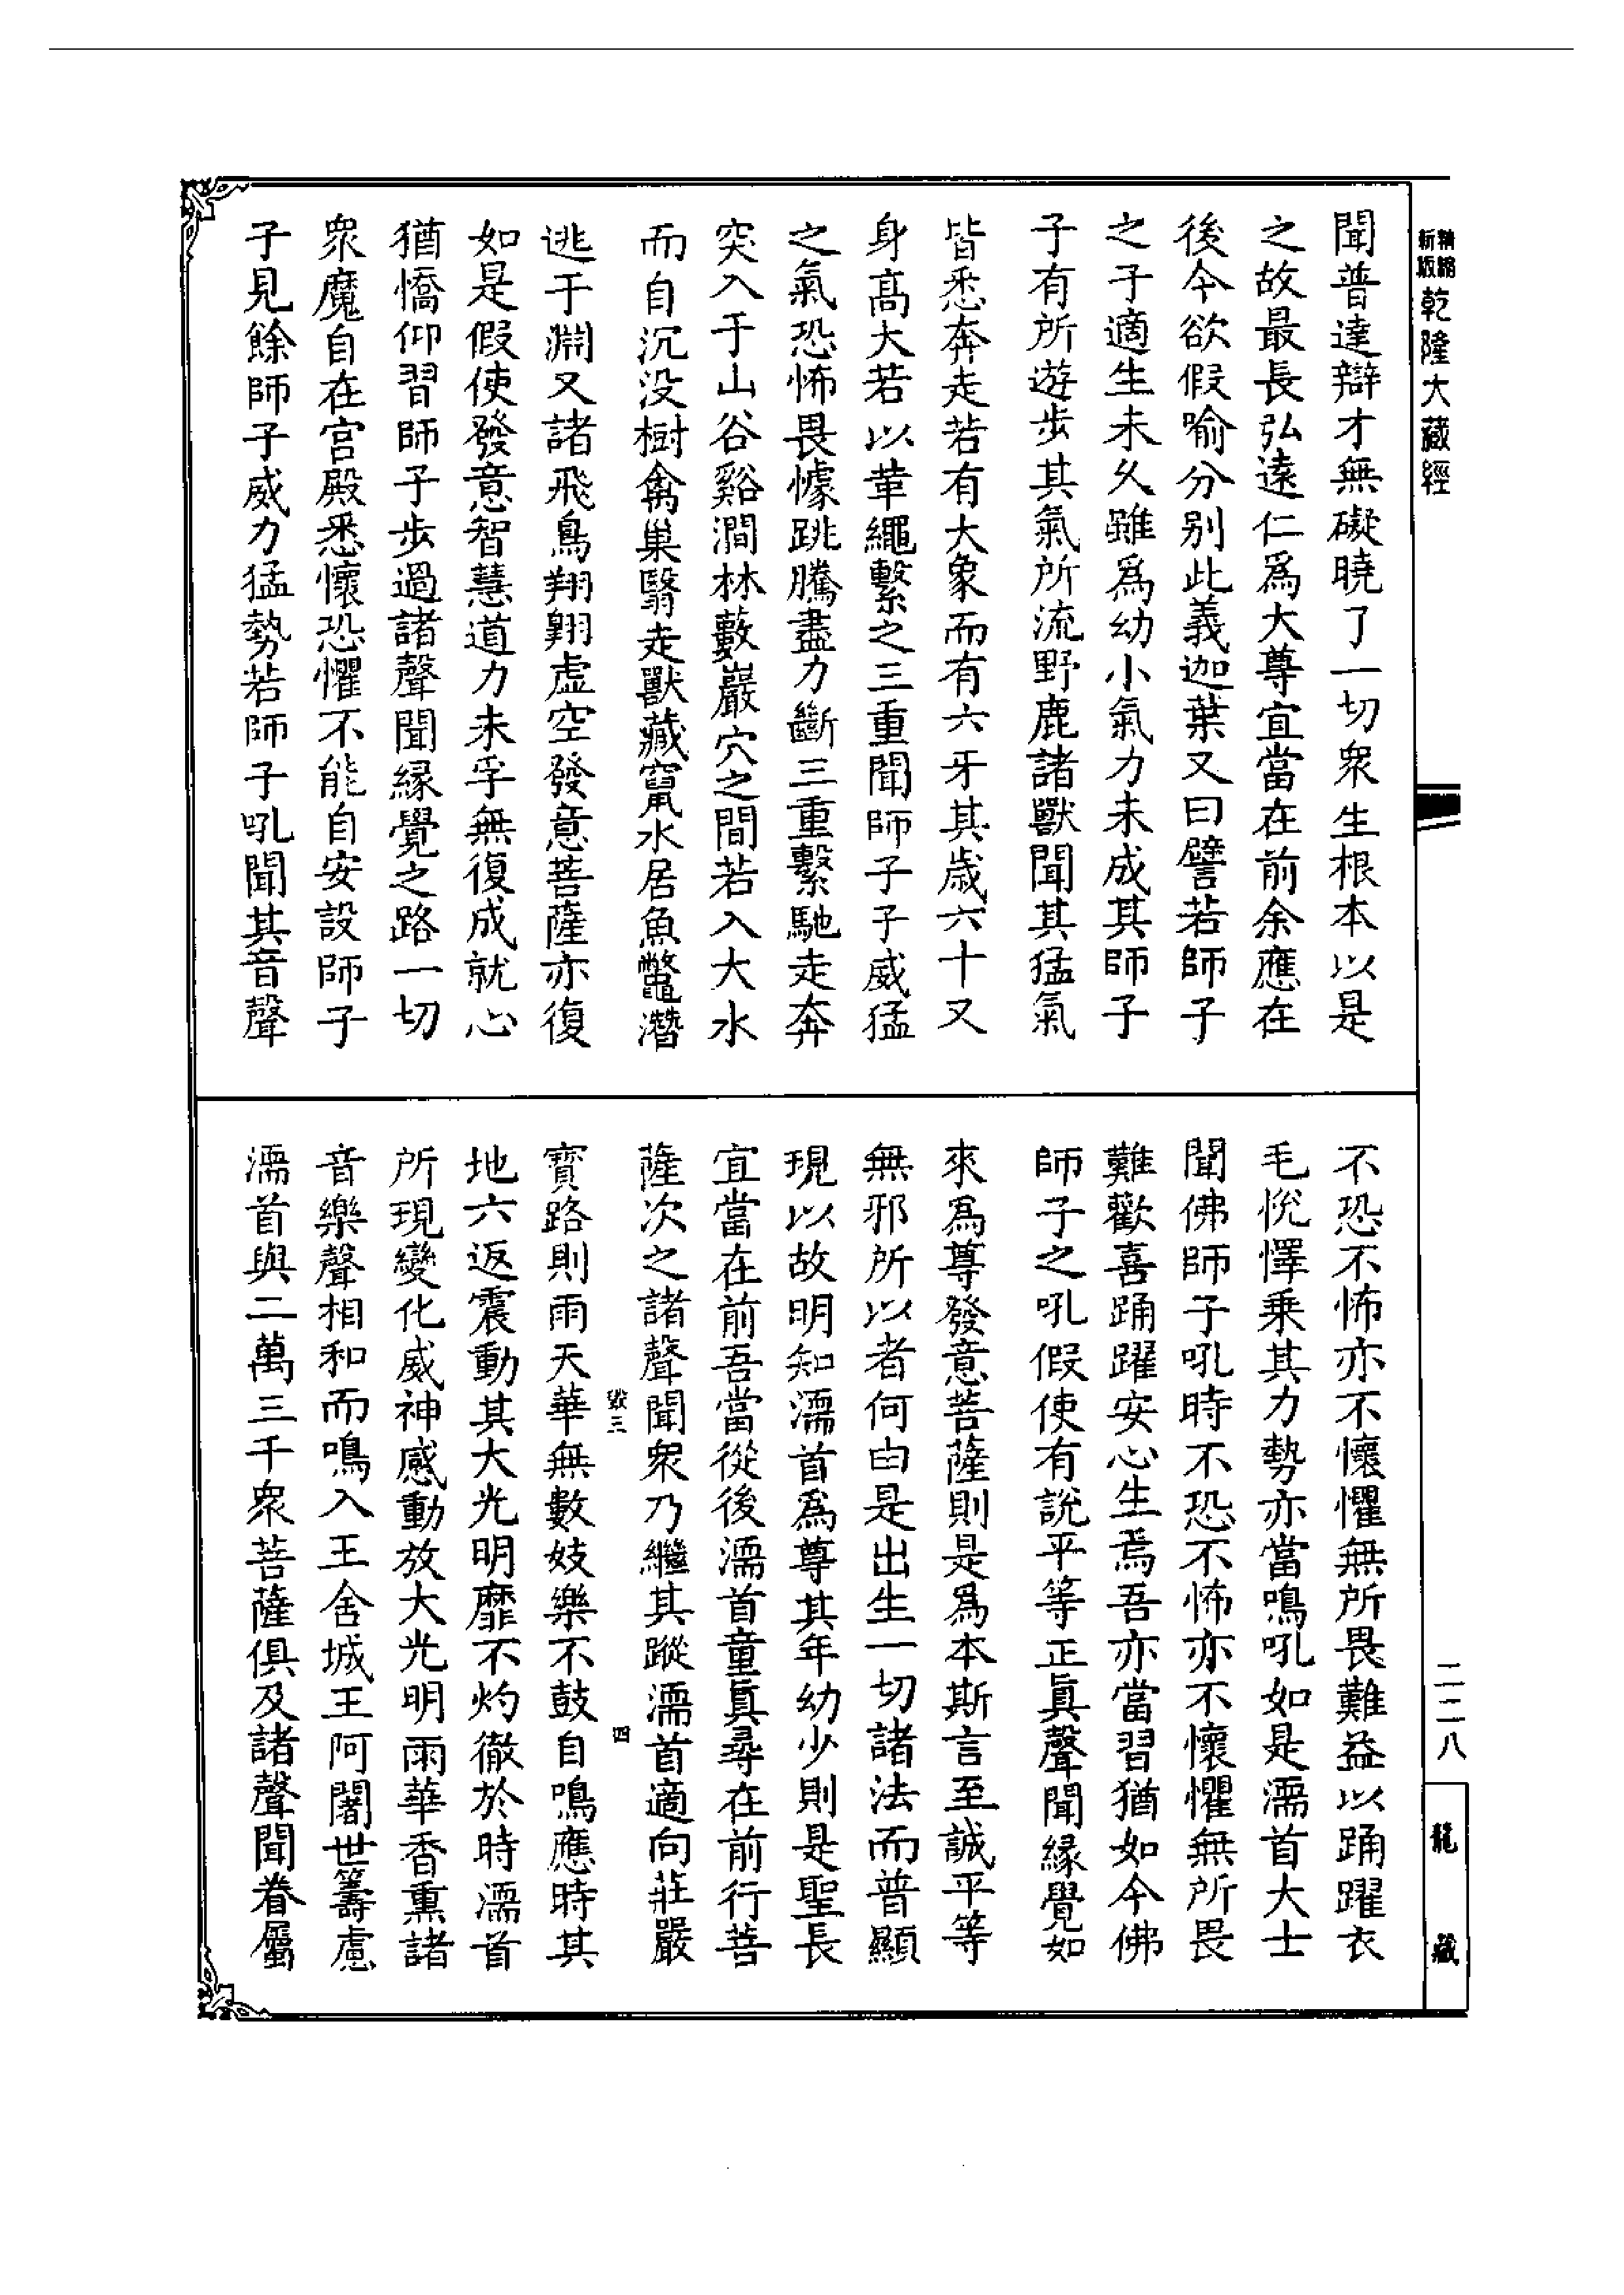 精縮新版乾隆大藏經
聞普達辯才無礙曉了一切衆生根本以是
之故最長弘遠仁爲大尊宜當在前余應在
後今欲假喻分別此義迦葉又曰譬若師子
之子適生未久雖爲幼小氣力未成其師子
子有所遊步其氣所流野鹿諸獸聞其猛氣
皆悉奔走若有大象而有六牙其歲六十又
身高大若以革繩繫之三重聞師子子威猛
之氣恐怖畏懅跳騰盡力斷三重繫馳走奔
突入于山谷谿澗林藪巖穴之間若入大水
而自沉没樹禽巢翳走獸藏竄水居魚鼈潛
逃于淵又諸飛鳥翔翺虚空發意菩薩亦復
如是假使發意智慧道力未孚無復成就心
猶憍仰習師子步過諸聲聞緣覺之路一切
衆魔自在宫殿悉懷恐懼不能自安設師子
子見餘師子威力猛勢若師子吼聞其音聲
不恐不怖亦不懷懼無所畏難益以踊躍衣
毛悅懌乘其力勢亦當鳴吼如是濡首大士
聞佛師子吼時不恐不怖亦不懷懼無所畏
難歡喜踊躍安心生焉吾亦當習猶如今佛
師子之吼假使有說平等正眞聲聞緣覺如
來爲尊發意菩薩則是爲本斯言至誠平等
無邪所以者何由是出生一切諸法而普顯
現以故明知濡首爲尊其年幼少則是聖長
宜當在前吾當從後濡首童眞尋在前行菩
薩次之諸聲聞衆乃繼其蹤濡首適向莊嚴
毀三 四
寶路則雨天華無數妓樂不鼓自鳴應時其
地六返震動其大光明靡不灼徹於時濡首
所現變化威神感動放大光明雨華香熏諸
音樂聲相和而鳴入王舍城王阿闍世籌慮
濡首與二萬三千衆菩薩俱及諸聲聞眷屬
二二八
龍藏